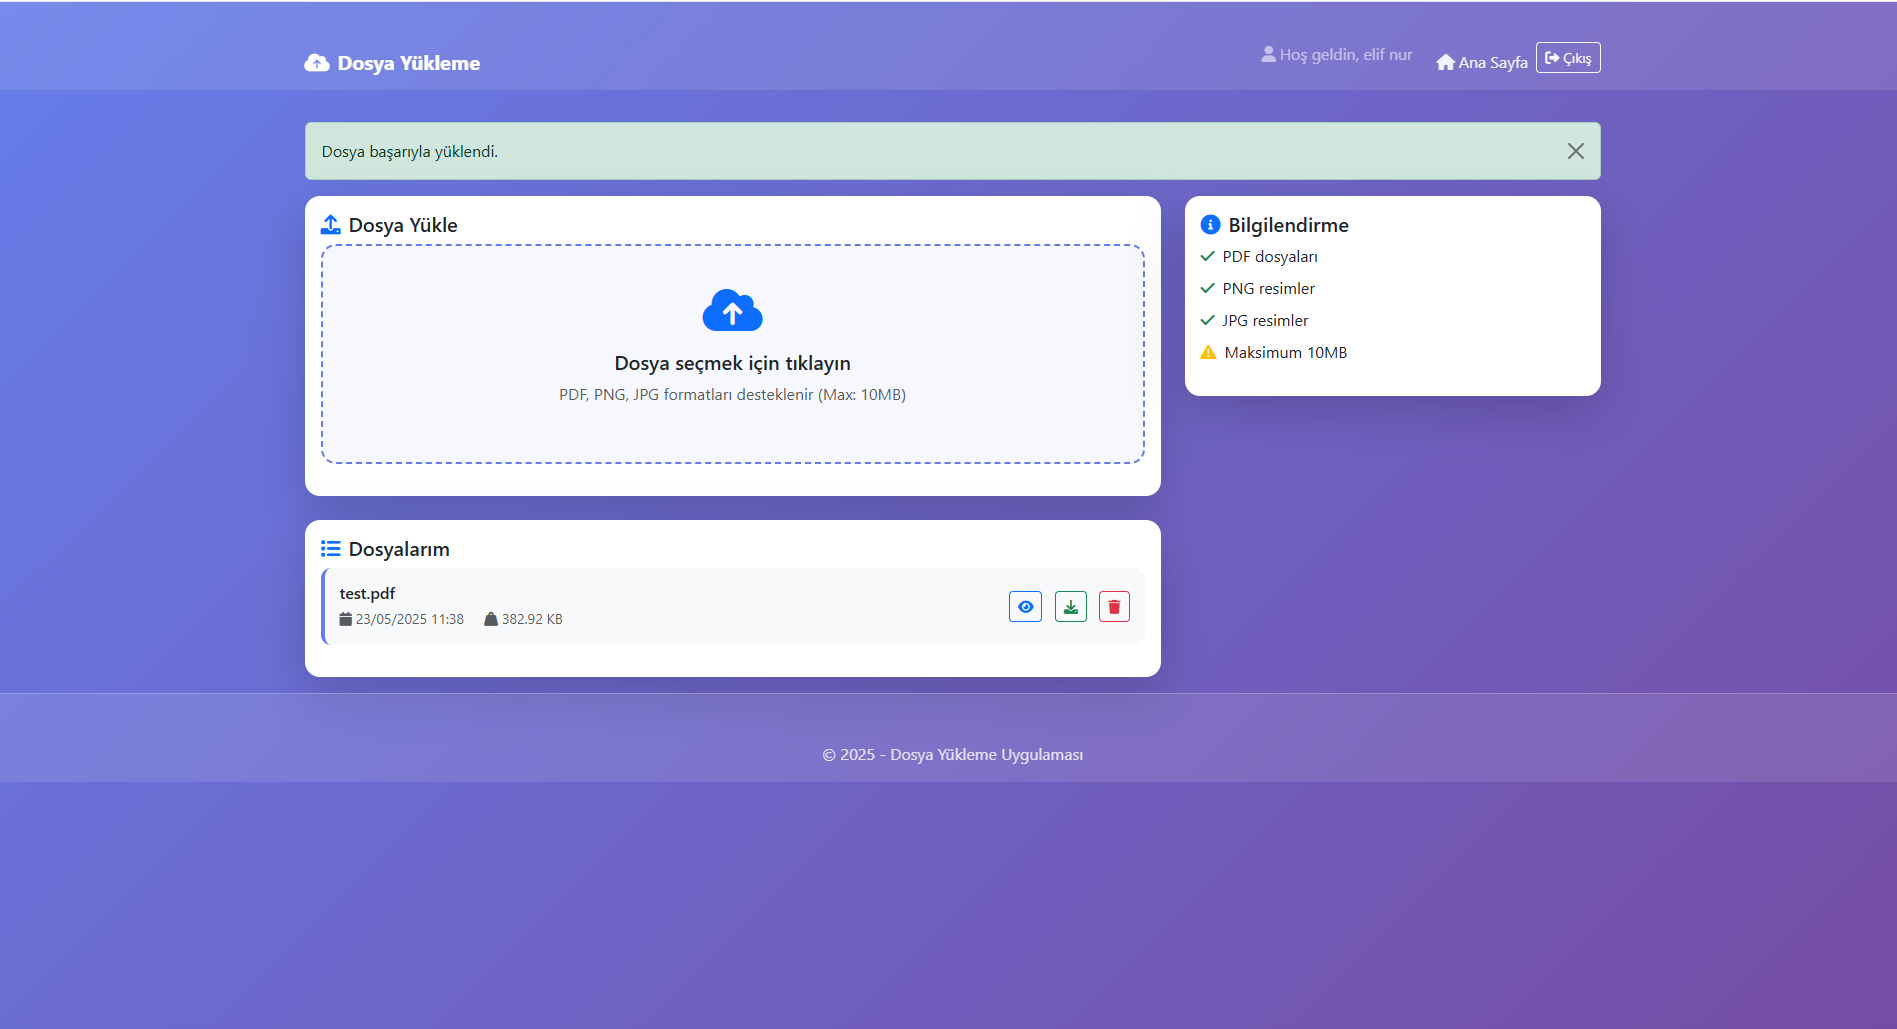 Dosya Yükleme
Hoş geldin, elif nur
Ana Sayfa
Çıkış
Dosya başarıyla yüklendi.
Dosya Yükle
Dosya seçmek için tıklayın
PDF, PNG, JPG formatları desteklenir (Max: 10MB)
Bilgilendirme
PDF dosyaları
PNG resimler
JPG resimler
Maksimum 10MB
Dosyalarım
test.pdf
23/05/2025 11:38 382.92 KB
© 2025 - Dosya Yükleme Uygulaması